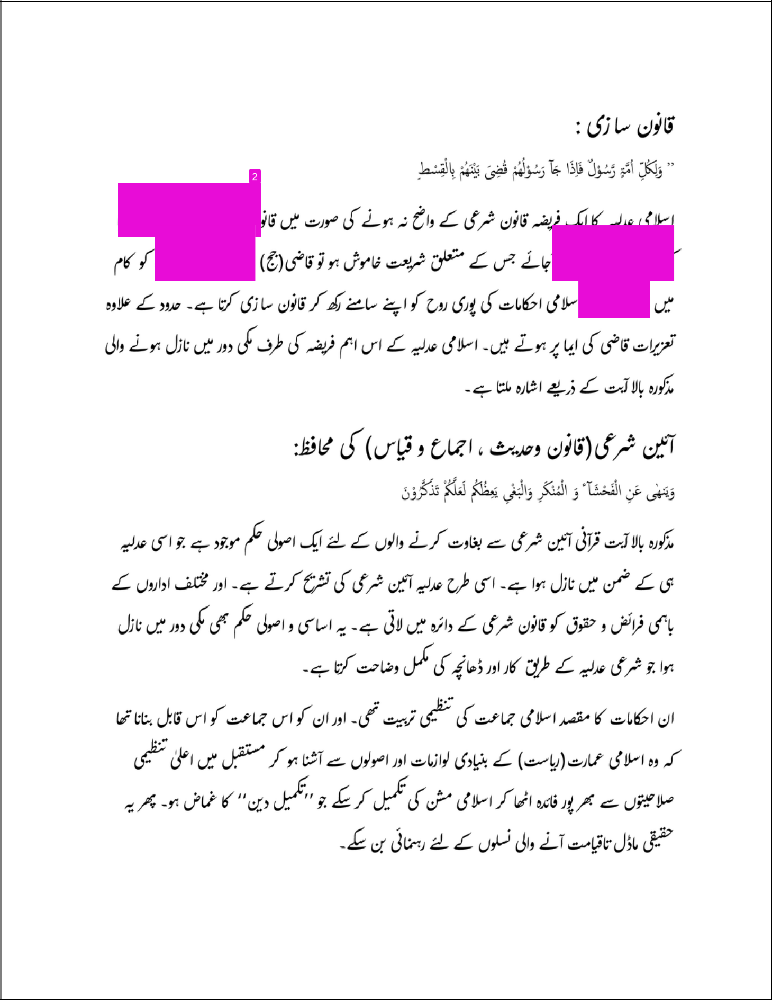 قانون سازی :
’’ وَلِکُلِّ اُمَّۃٍ رَّسُوْلٌ فَاِذَا جَآ رَسُوْلُھُمْ قُضِیَ بَیْنَھُمْ بِالْقِسْطِ
2
اسلامی عدلیہ کا ایک فریضہ قانون شرعی کے واضح نہ ہونے کی صورت میں
جائے جس کے متعلق شریعت خاموش ہو تو قاضی (جج) کو کام
میں سلامی احکامات کی پوری روح کو اپنے سامنے رکھ کر قانون سازی کرتا ہے۔ حدود کے علاوہ
تعزیرات قاضی کی ایما پر ہوتے ہیں۔ اسلامی عدلیہ کے اس اہم فریضہ کی طرف مکی دور میں نازل ہونے والی
مذکورہ بالا آیت کے ذریعے اشارہ ملتا ہے۔
آئین شرعی (قانون وحدیث ، اجماع و قیاس) کی محافظ:
وَیَنھٰی عَنِ الْفَحْشَآءِ وَ الْمُنْکَرِ وَالْبَغْیِ یَعِظُکُم لَعَلَّکُمْ تَذَکَّرُوْنَ
مذکورہ بالا آیت قرآنی آئین شرعی سے بغاوت کرنے والوں کے لئے ایک اصولی حکم موجود ہے جو اسی عدلیہ
ہی کے ضمن میں نازل ہوا ہے۔ اسی طرح عدلیہ آئین شرعی کی تشریح کرتے ہے۔ اور مختلف اداروں کے
باہمی فرائض و حقوق کو قانون شرعی کے دائرہ میں لاتی ہے۔ یہ اساسی و اصولی حکم بھی مکی دور میں نازل
ہوا جو شرعی عدلیہ کے طریق کار اور ڈھانچہ کی مکمل وضاحت کرتا ہے۔
ان احکامات کا مقصد اسلامی جماعت کی تنظیمی تربیت تھی۔ اور ان کو اس جماعت کو اس قابل بنانا تھا
کہ وہ اسلامی عمارت (ریاست) کے بنیادی لوازمات اور اصولوں سے آشنا ہو کر مستقبل میں اعلیٰ تنظیمی
صلاحیتوں سے بھر پور فائدہ اٹھا کر اسلامی مشن کی تکمیل کر سکے جو ’’تکمیل دین‘‘ کا غماض ہو۔ پھر یہ
حقیقی ماڈل تاقیامت آنے والی نسلوں کے لئے رہنمائی بن سکے۔